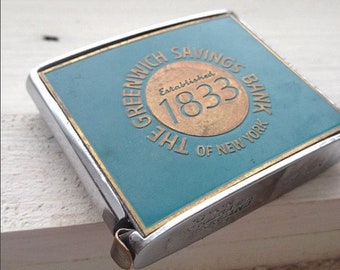 THE GREENWICH SAVINGS BANK
OF NEW YORK
Established
1833